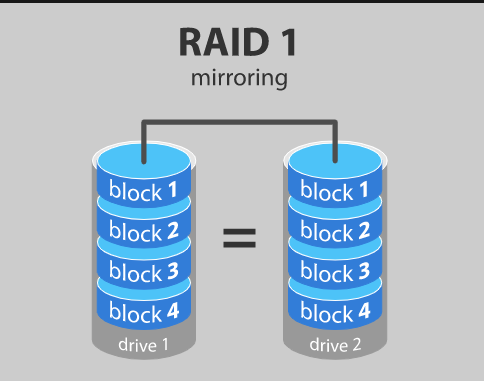 RAID 1
mirroring
block 1
block 1
block 2
block 2
=
block 3
block 3
block 4
block 4
drive 1
drive 2